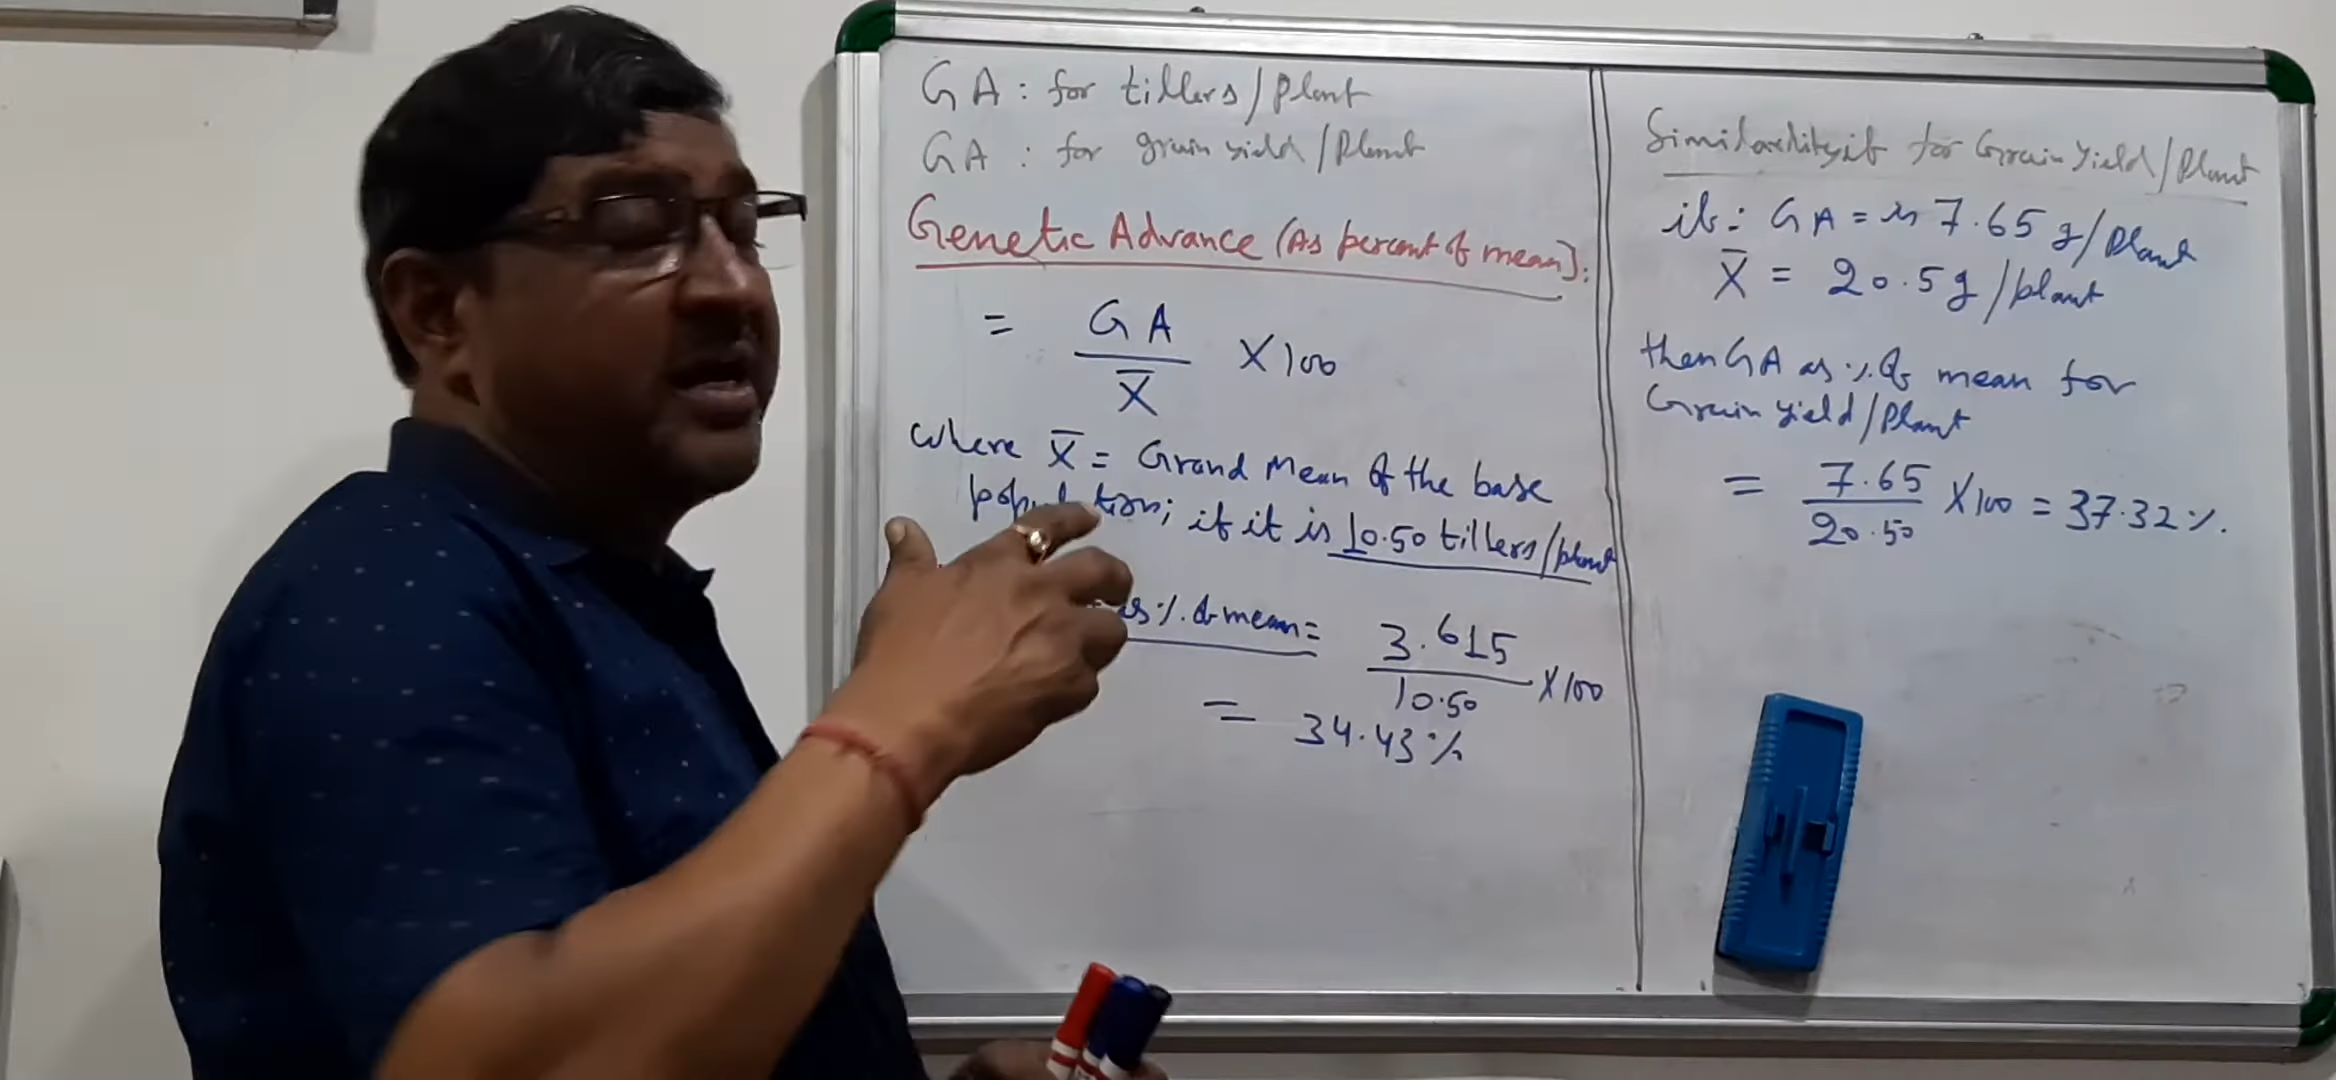 GA : for tillers/plant
GA : for grain yield/Plant
Genetic Advance (As percent of mean):
= GA / X̄ × 100
Where X̄ = Grand Mean of the base
if it is 10.50 tillers/plant
as % of mean = 3.615 / 10.50 × 100
= 34.43 %
for Grain Yield/Plant
if : GA = is 7.65 g/plant
X̄ = 20.5 g/plant
then GA as % of mean for
Grain yield/Plant
= 7.65 / 20.50 × 100 = 37.32 %.